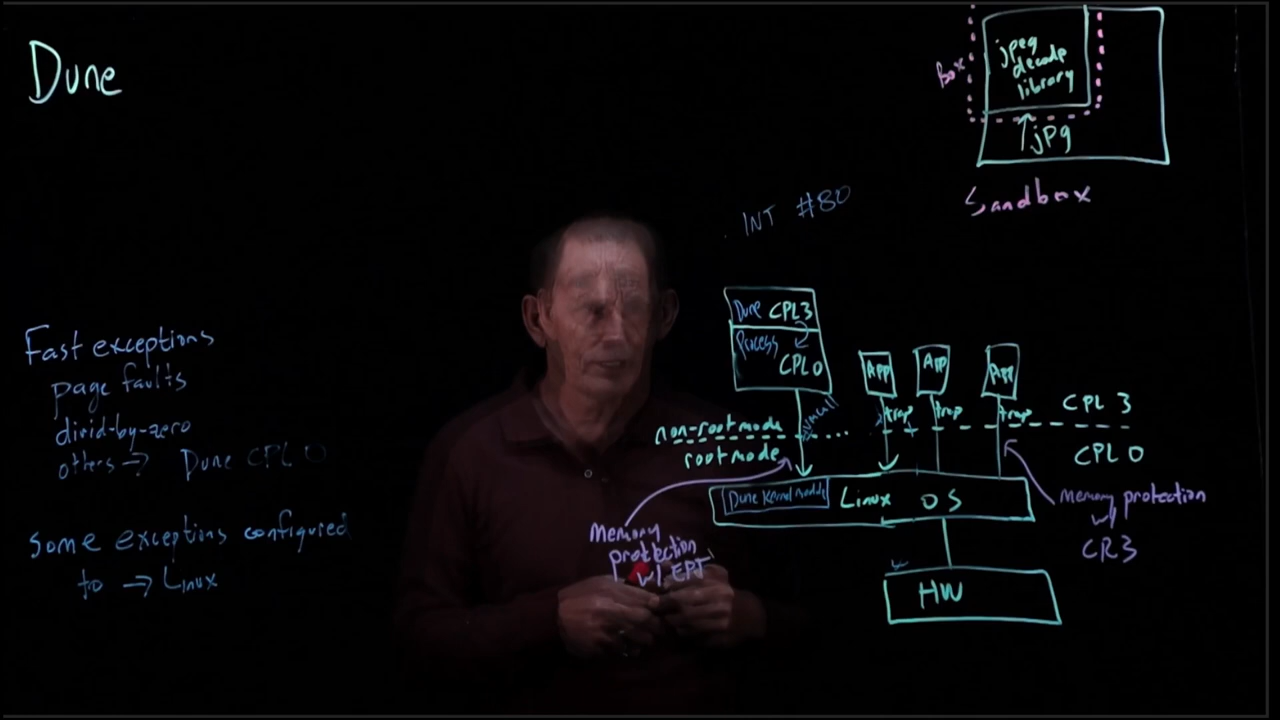 Dune
Fast exceptions
page faults
divid-by-zero
others → Dune CPL 0
Some exceptions configured
to → Linux
Box
jpeg
decode
library
jpg
Sandbox
INT #80
Dune CPL3
Process
CPL0
App
App
App
vmcall
trap
trap
trap
CPL 3
non-root mode
...
root mode
CPL 0
Dune Kernel Module
Linux OS
Memory
protection
w/ EPT
Memory protection
w/
CR3
HW